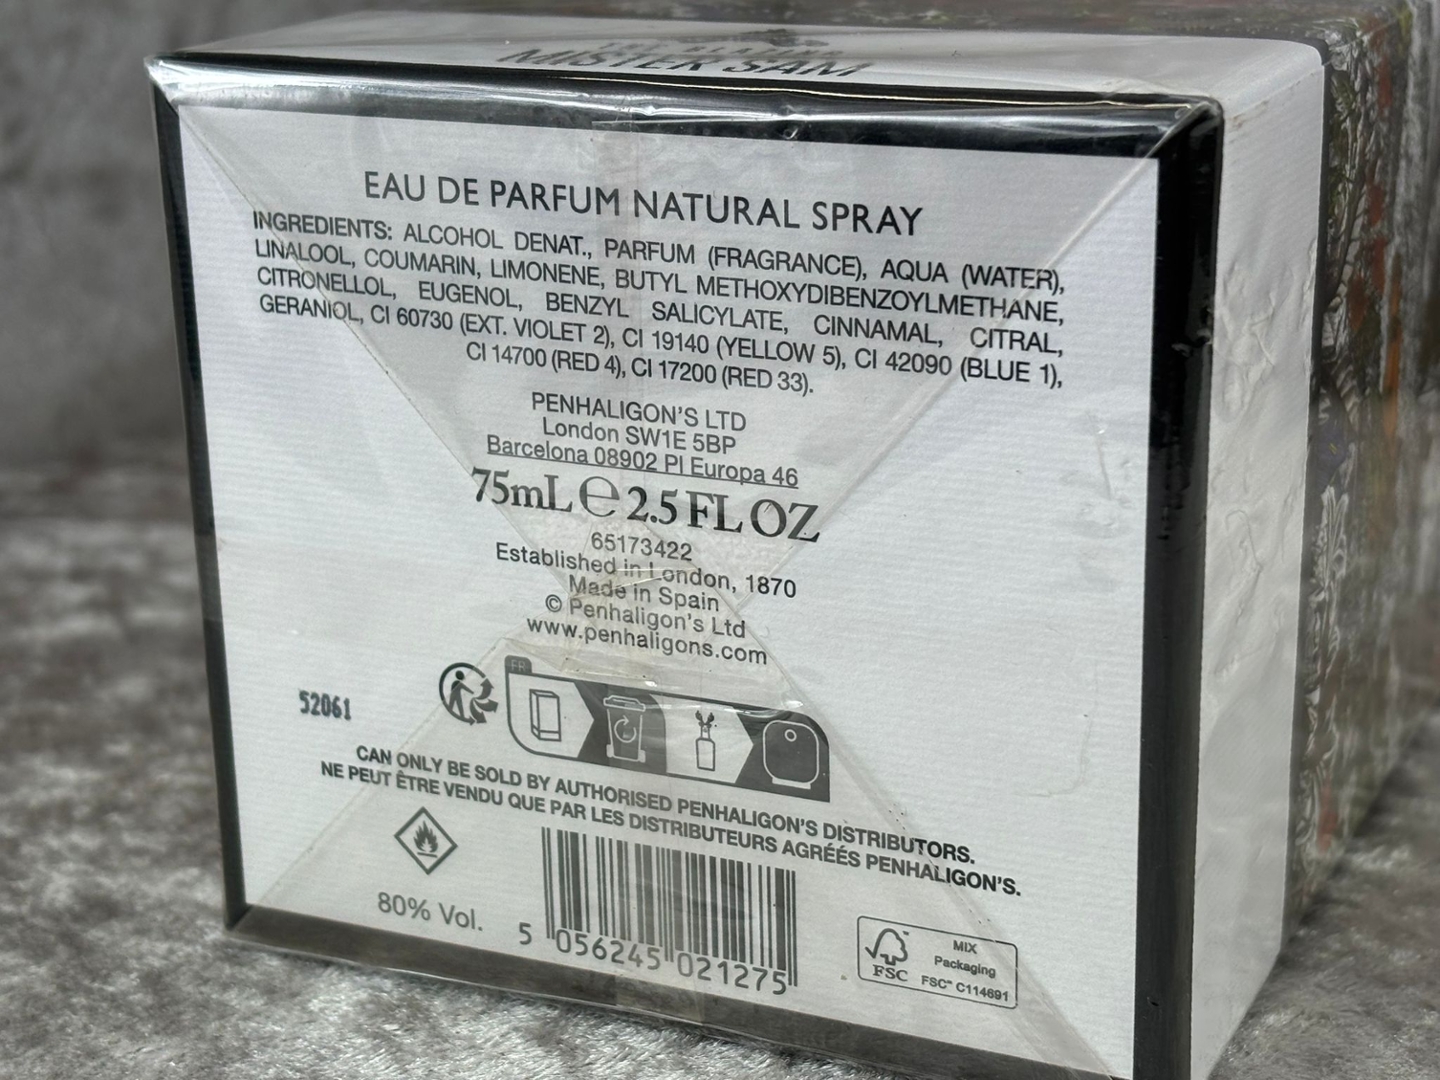 THE BLAZING
MISTER SAM
EAU DE PARFUM NATURAL SPRAY
INGREDIENTS: ALCOHOL DENAT., PARFUM (FRAGRANCE), AQUA (WATER),
LINALOOL, COUMARIN, LIMONENE, BUTYL METHOXYDIBENZOYLMETHANE,
CITRONELLOL, EUGENOL, BENZYL SALICYLATE, CINNAMAL, CITRAL,
GERANIOL, CI 60730 (EXT. VIOLET 2), CI 19140 (YELLOW 5), CI 42090 (BLUE 1),
CI 14700 (RED 4), CI 17200 (RED 33).
PENHALIGON'S LTD
London SW1E 5BP
Barcelona 08902 Pl Europa 46
75mL ℮ 2.5 FL OZ
65173422
Established in London, 1870
Made in Spain
© Penhaligon's Ltd
www.penhaligons.com
FR
52061
CAN ONLY BE SOLD BY AUTHORISED PENHALIGON'S DISTRIBUTORS.
NE PEUT ÊTRE VENDU QUE PAR LES DISTRIBUTEURS AGRÉÉS PENHALIGON'S.
80% Vol.
5 056245 021275
FSC
MIX
Packaging
FSC™ C114691